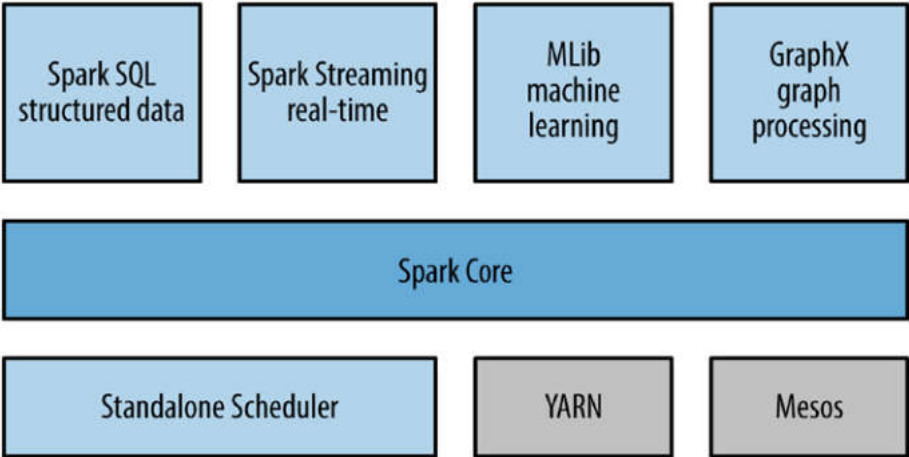 Spark SQL
structured data
Spark Streaming
real-time
MLib
machine
learning
GraphX
graph
processing
Spark Core
Standalone Scheduler
YARN
Mesos